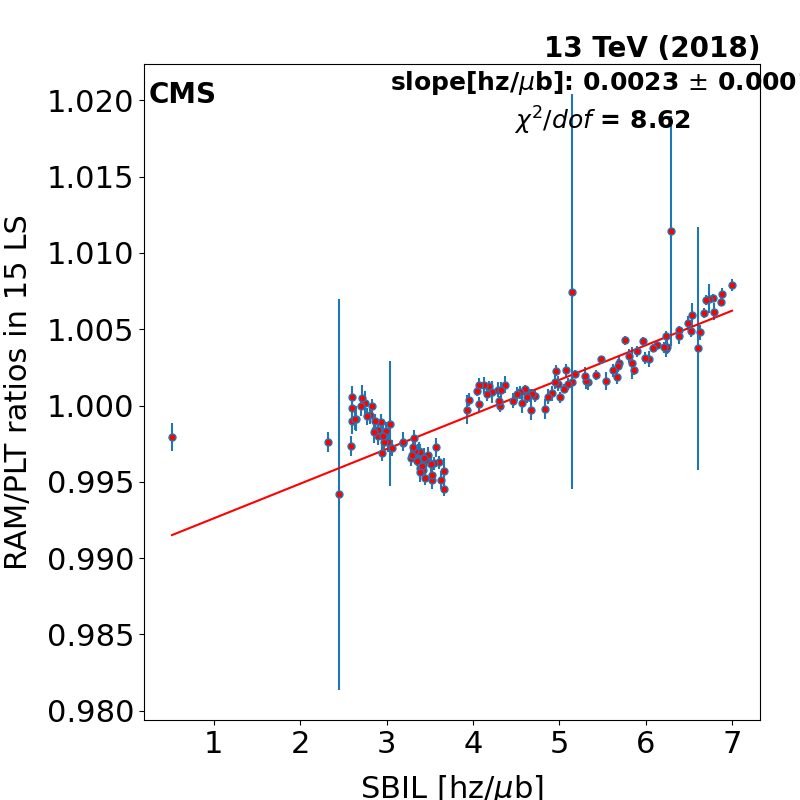 13 TeV (2018)
slope[hz/μb]: 0.0023 ± 0.000
CMS
χ²/dof = 8.62
1.020
1.015
1.010
1.005
1.000
0.995
0.990
0.985
0.980
RAM/PLT ratios in 15 LS
1 2 3 4 5 6 7
SBIL [hz/μb]